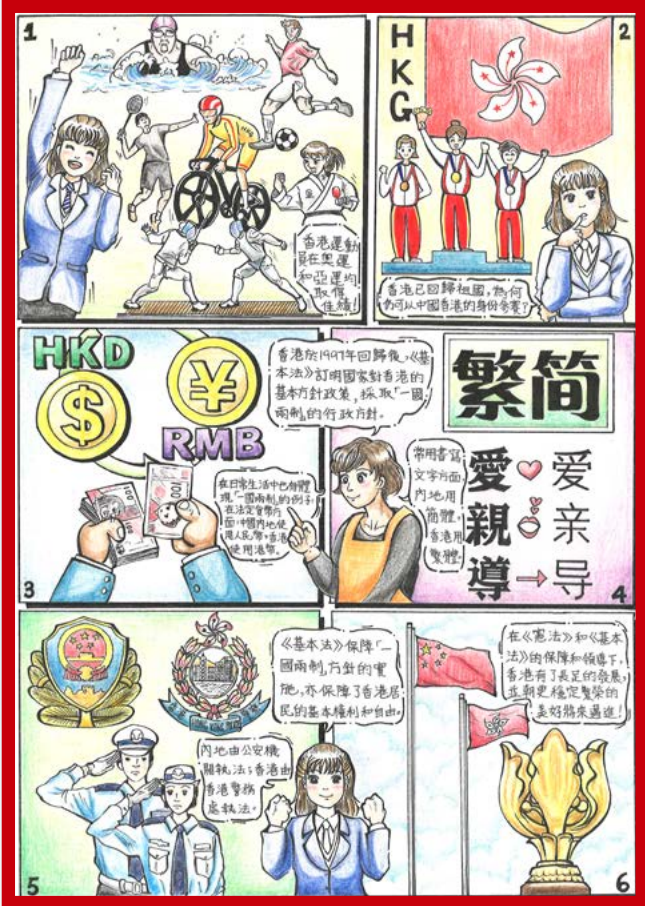 1
香港運動
員在奧運
和亞運均
取得
佳績!
2
H
K
G
香港已回歸祖國,為何
仍可以中國香港的身份參賽?
HKD
$
¥
RMB
100
100
在日常生活中也有體
現「一國兩制」的例子,
在法定貨幣方
面,中國內地使
用人民幣,香港
使用港幣。
3
香港於1997年回歸後,《基
本法》訂明國家對香港的
基本方針政策,採取「一國
兩制」的行政方針。
繁简
常用書寫
文字方面,
內地用
簡體,
香港用
繁體。
愛 爱
親 亲
導 导
4
《基本法》保障「一
國兩制」方針的實
施,亦保障了香港居
民的基本權利和自由。
內地由公安機
關執法;香港由
香港警務
處執法。
5
在《憲法》和《基本
法》的保障和領導下,
香港有了長足的發展,
並朝更穩定繁榮的
美好將來邁進!
6